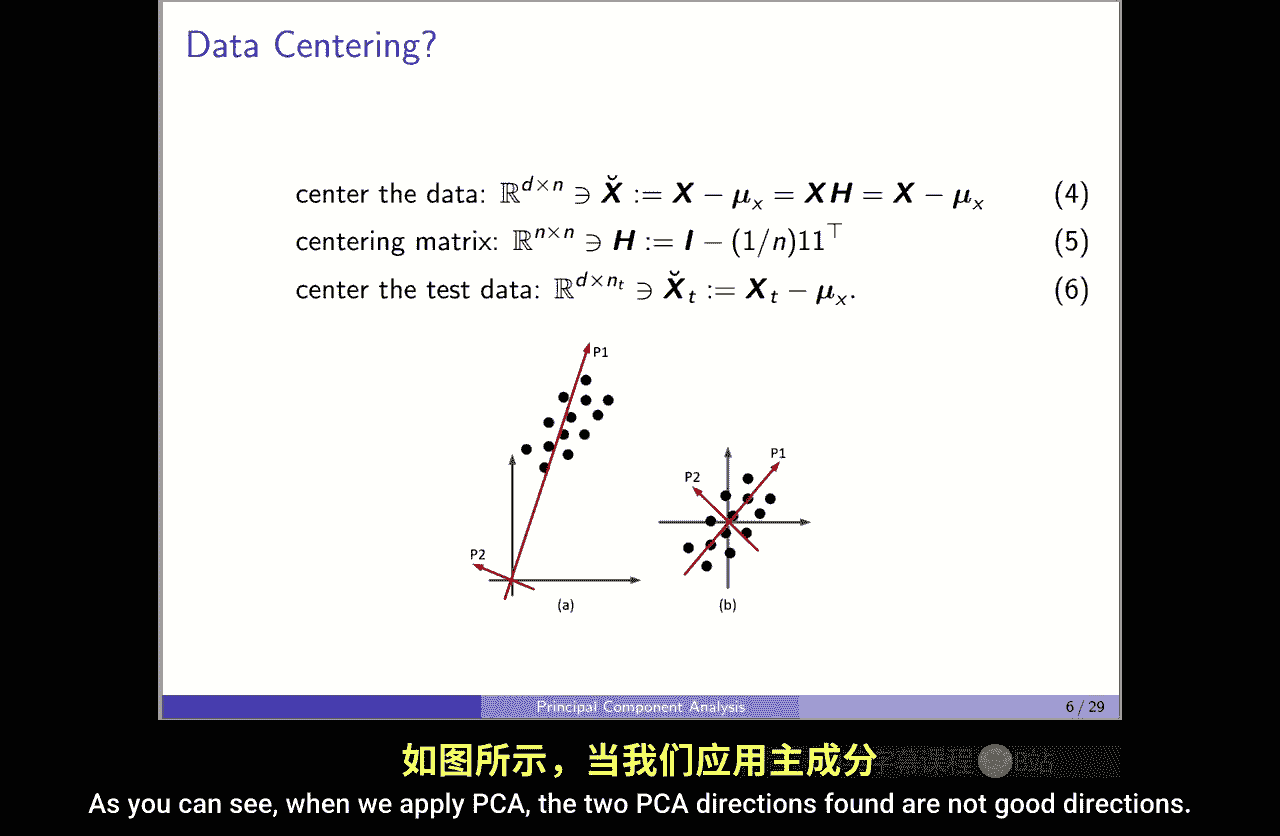 Data Centering?
center the data: ℝ^{d×n} ∋ X̆ := X − μ_x = XH = X − μ_x (4)
centering matrix: ℝ^{n×n} ∋ H := I − (1/n)11^⊤ (5)
center the test data: ℝ^{d×n_t} ∋ X̆_t := X_t − μ_x. (6)
P1
P2
(a)
P1
P2
(b)
Principal Component Analysis
6 / 29
如图所示，当我们应用主成分
As you can see, when we apply PCA, the two PCA directions found are not good directions.